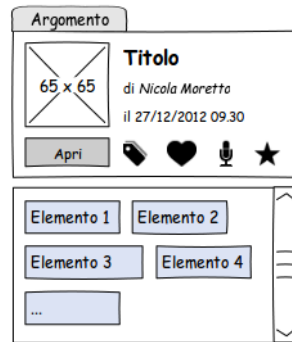 Argomento
65 x 65
Titolo
di Nicola Moretto
il 27/12/2012 09.30
Apri
Elemento 1
Elemento 2
Elemento 3
Elemento 4
...